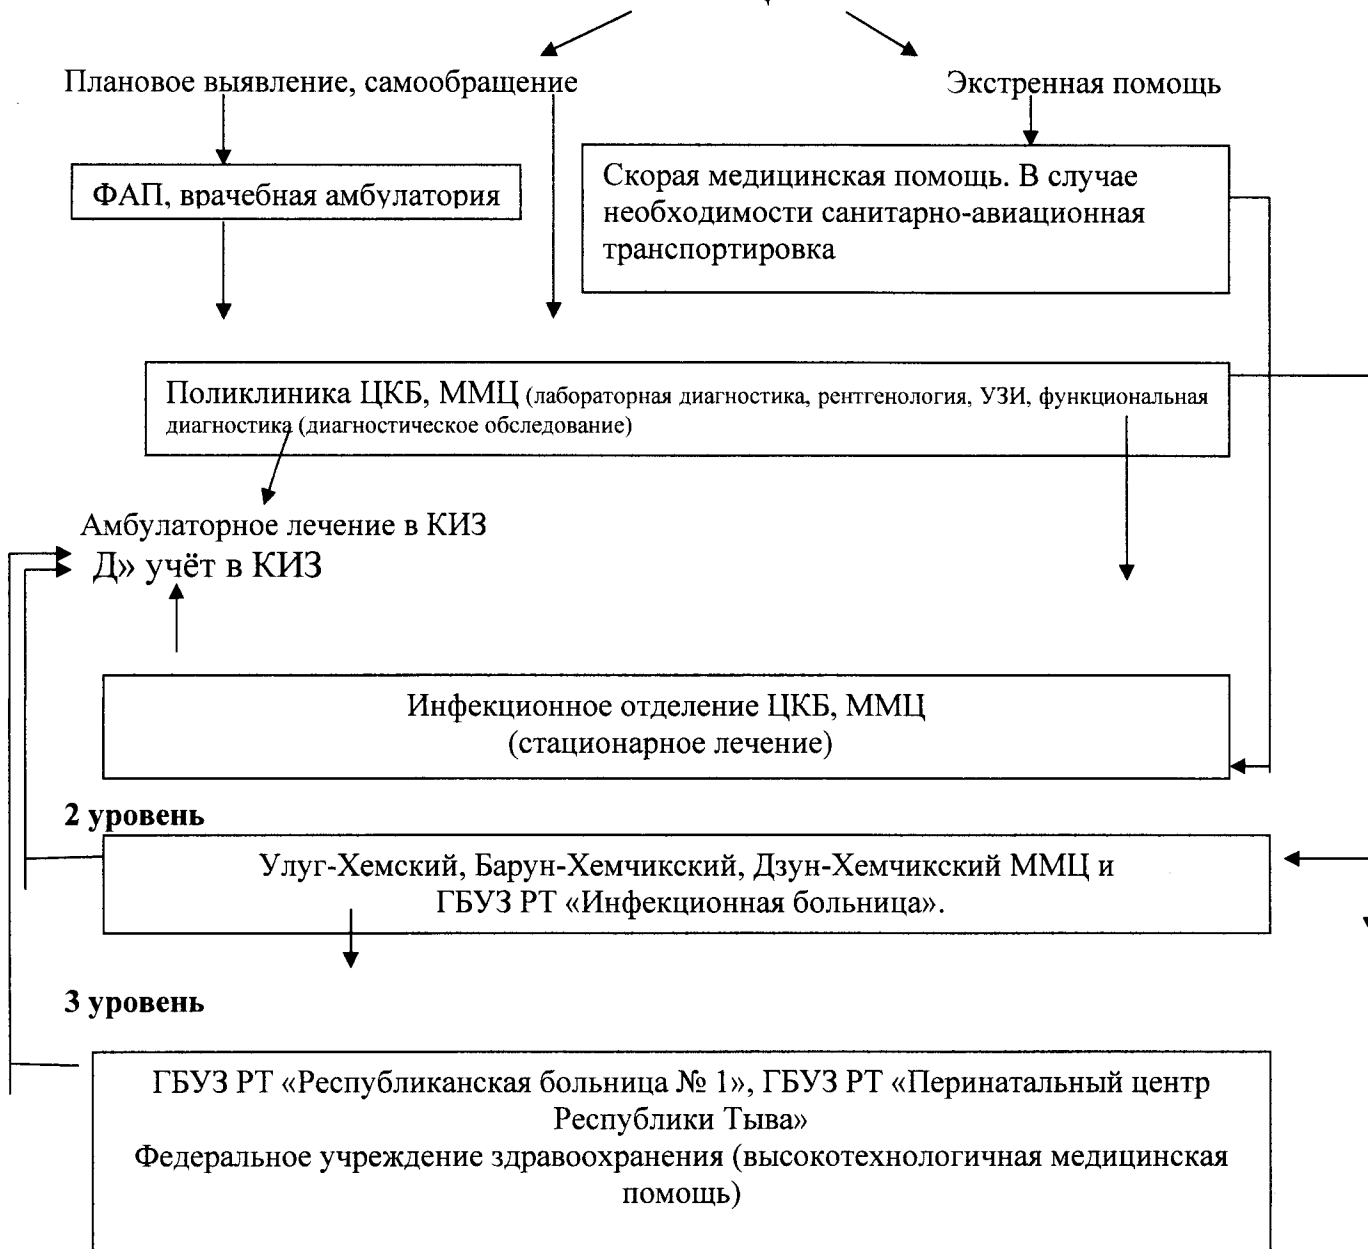 Плановое выявление, самообращение
Экстренная помощь
ФАП, врачебная амбулатория
Скорая медицинская помощь. В случае
необходимости санитарно-авиационная
транспортировка
Поликлиника ЦКБ, ММЦ (лабораторная диагностика, рентгенология, УЗИ, функциональная
диагностика (диагностическое обследование)
Амбулаторное лечение в КИЗ
Д» учёт в КИЗ
Инфекционное отделение ЦКБ, ММЦ
(стационарное лечение)
2 уровень
Улуг-Хемский, Барун-Хемчикский, Дзун-Хемчикский ММЦ и
ГБУЗ РТ «Инфекционная больница».
3 уровень
ГБУЗ РТ «Республиканская больница № 1», ГБУЗ РТ «Перинатальный центр
Республики Тыва»
Федеральное учреждение здравоохранения (высокотехнологичная медицинская
помощь)